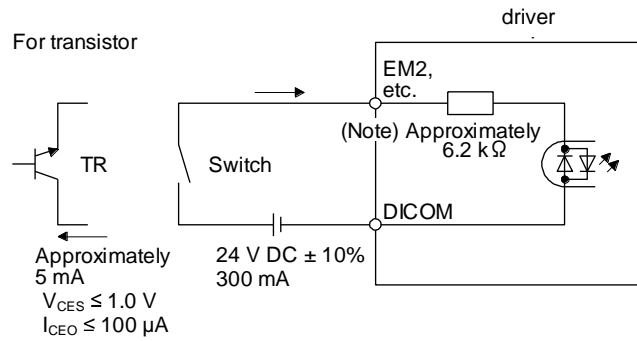 driver
For transistor
EM2,
etc.
(Note) Approximately
6.2 kΩ
TR
Switch
DICOM
Approximately
5 mA
V_CES ≤ 1.0 V
I_CEO ≤ 100 µA
24 V DC ± 10%
300 mA